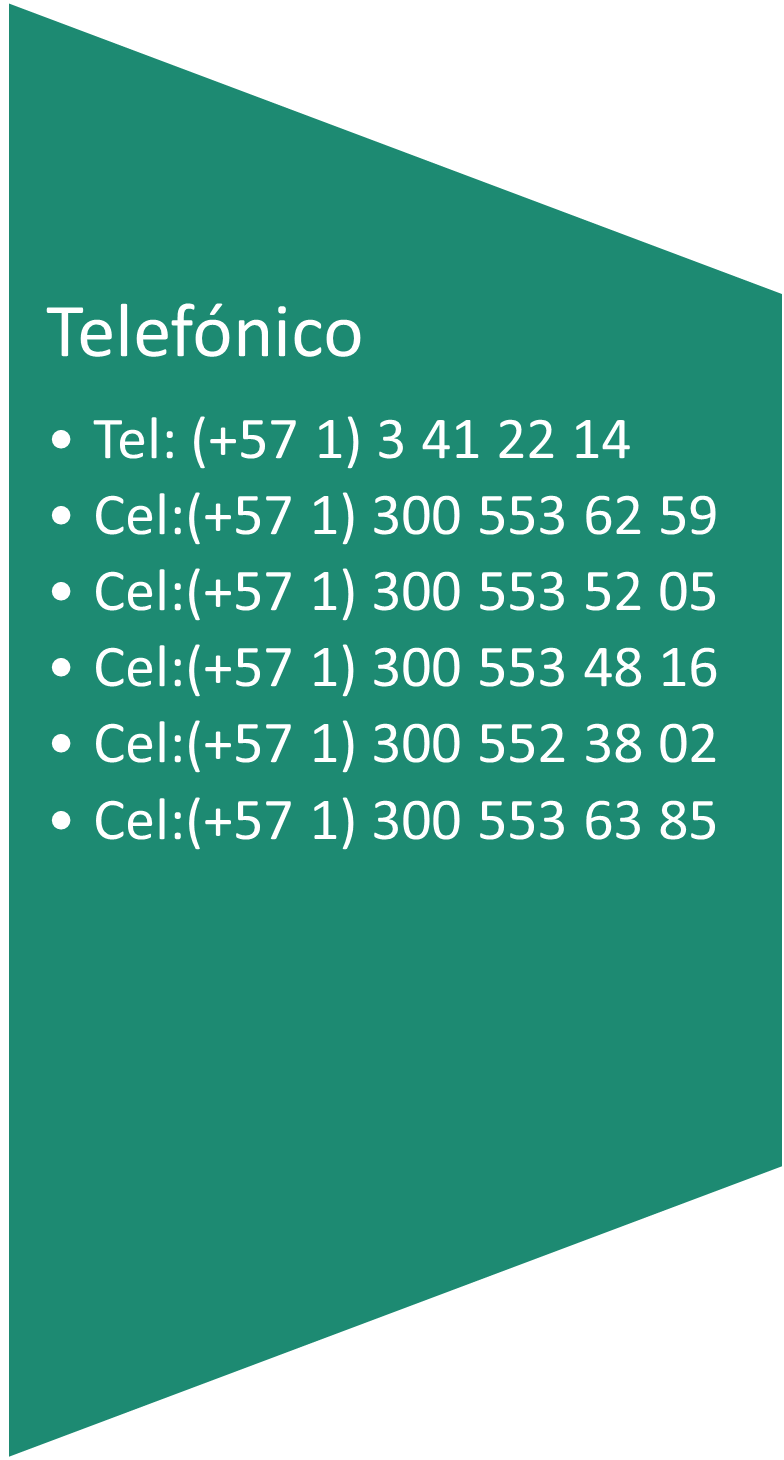 Telefónico
• Tel: (+57 1) 3 41 22 14
• Cel:(+57 1) 300 553 62 59
• Cel:(+57 1) 300 553 52 05
• Cel:(+57 1) 300 553 48 16
• Cel:(+57 1) 300 552 38 02
• Cel:(+57 1) 300 553 63 85